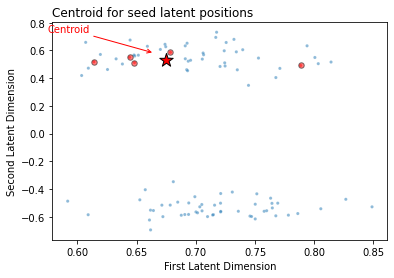 Centroid for seed latent positions
Centroid
0.8
0.6
0.4
0.2
0.0
−0.2
−0.4
−0.6
Second Latent Dimension
0.60 0.65 0.70 0.75 0.80 0.85
First Latent Dimension